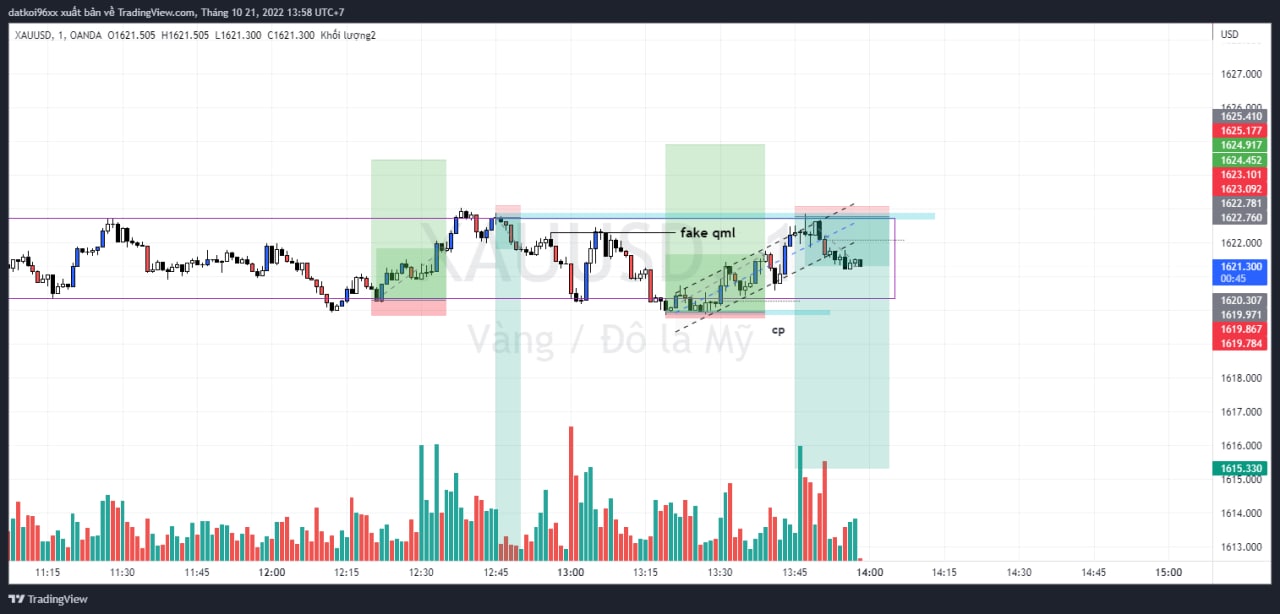 datkoi96xx xuất bản về TradingView.com, Tháng 10 21, 2022 13:58 UTC+7
XAUUSD, 1, OANDA O1621.505 H1621.505 L1621.300 C1621.300 Khối lượng2
USD
1627.000
1626.000
1625.410
1625.177
1624.917
1624.452
1623.101
1623.092
1622.781
1622.760
1622.000
1621.300
00:45
1620.307
1619.971
1619.867
1619.784
1618.000
1617.000
1616.000
1615.330
1615.000
1614.000
1613.000
XAUUSD, 1
Vàng / Đô la Mỹ
fake qml
cp
11:15 11:30 11:45 12:00 12:15 12:30 12:45 13:00 13:15 13:30 13:45 14:00 14:15 14:30 14:45 15:00
TradingView